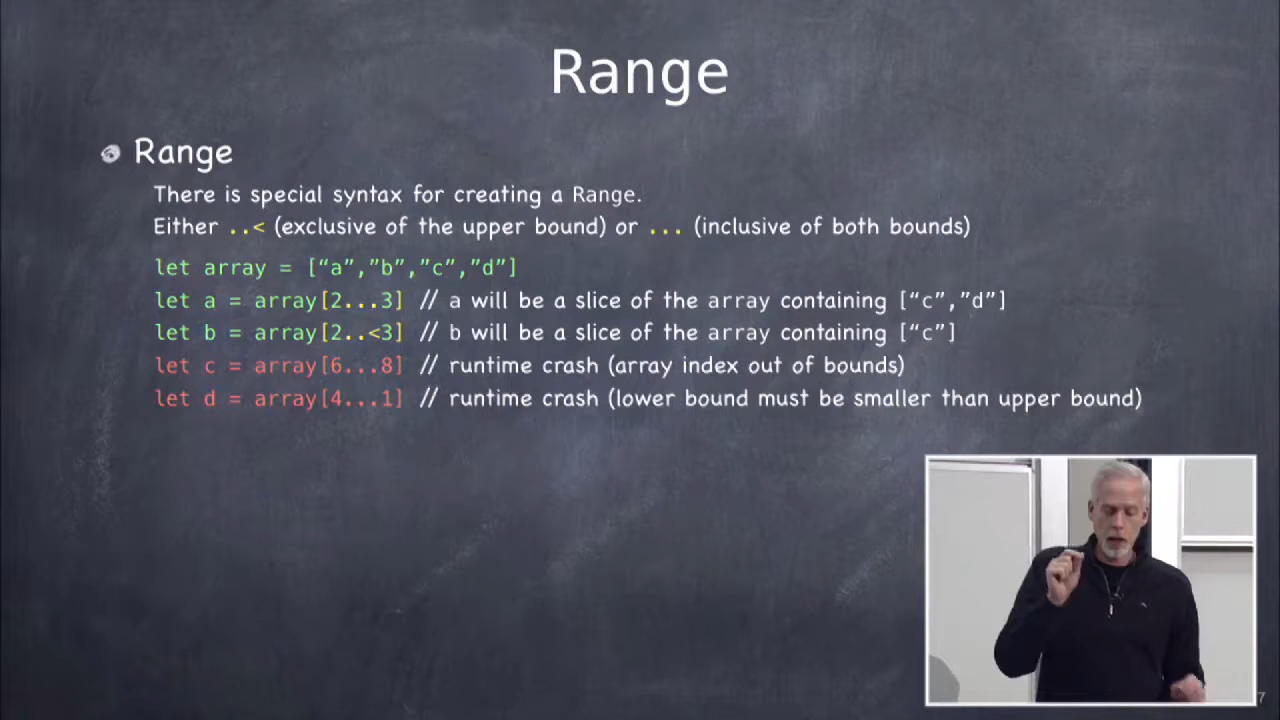 Range
Range
There is special syntax for creating a Range.
Either ..< (exclusive of the upper bound) or ... (inclusive of both bounds)
let array = [“a”,”b”,”c”,”d”]
let a = array[2...3] // a will be a slice of the array containing [“c”,”d”]
let b = array[2..<3] // b will be a slice of the array containing [“c”]
let c = array[6...8] // runtime crash (array index out of bounds)
let d = array[4...1] // runtime crash (lower bound must be smaller than upper bound)